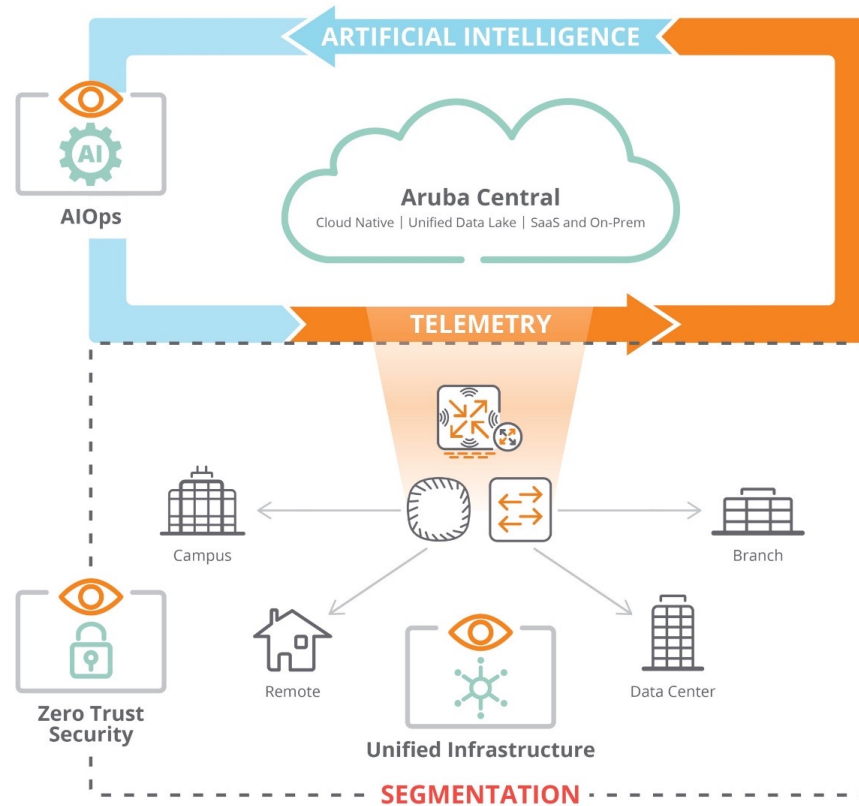 ARTIFICIAL INTELLIGENCE
AI
AIOps
Aruba Central
Cloud Native | Unified Data Lake | SaaS and On-Prem
TELEMETRY
Campus
Branch
Remote
Data Center
Zero Trust
Security
Unified Infrastructure
SEGMENTATION